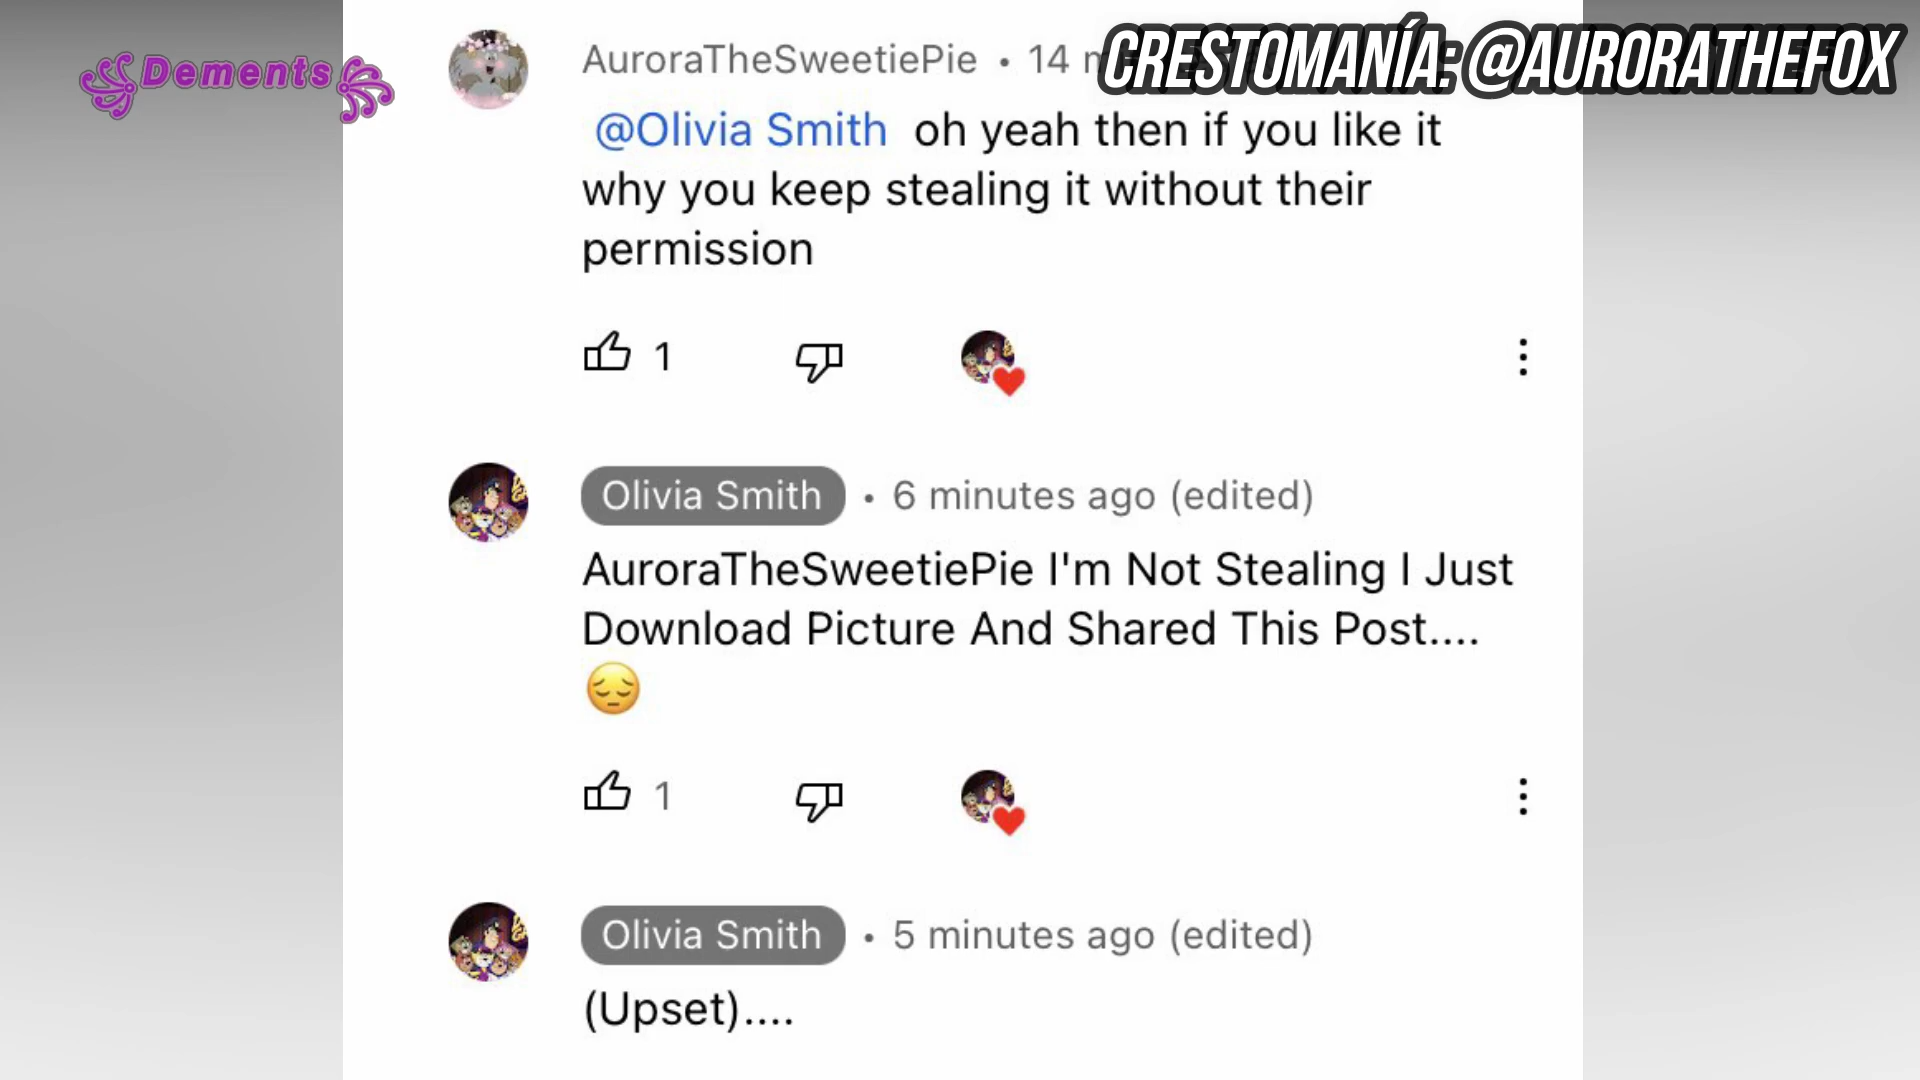 Dements
CRESTOMANÍA: @AURORATHEFOX
AuroraTheSweetiePie • 14 m
@Olivia Smith oh yeah then if you like it
why you keep stealing it without their
permission
1
Olivia Smith • 6 minutes ago (edited)
AuroraTheSweetiePie I'm Not Stealing I Just
Download Picture And Shared This Post....
😔
1
Olivia Smith • 5 minutes ago (edited)
(Upset)....